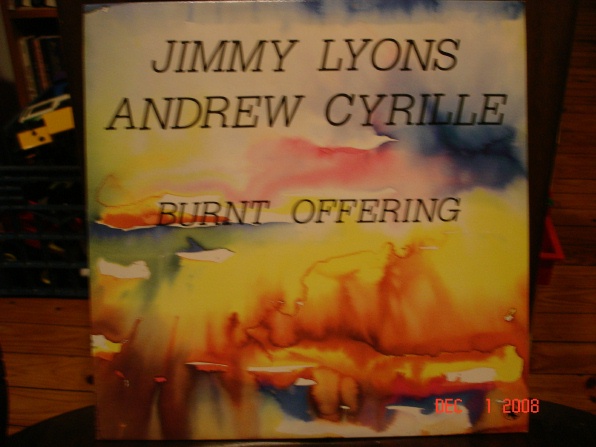 JIMMY LYONS
ANDREW CYRILLE
BURNT OFFERING
DEC 1 2008